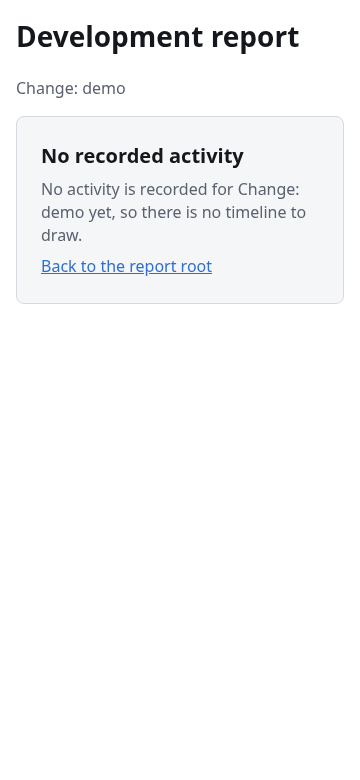 Development report
Change: demo
No recorded activity
No activity is recorded for Change:
demo yet, so there is no timeline to
draw.
Back to the report root